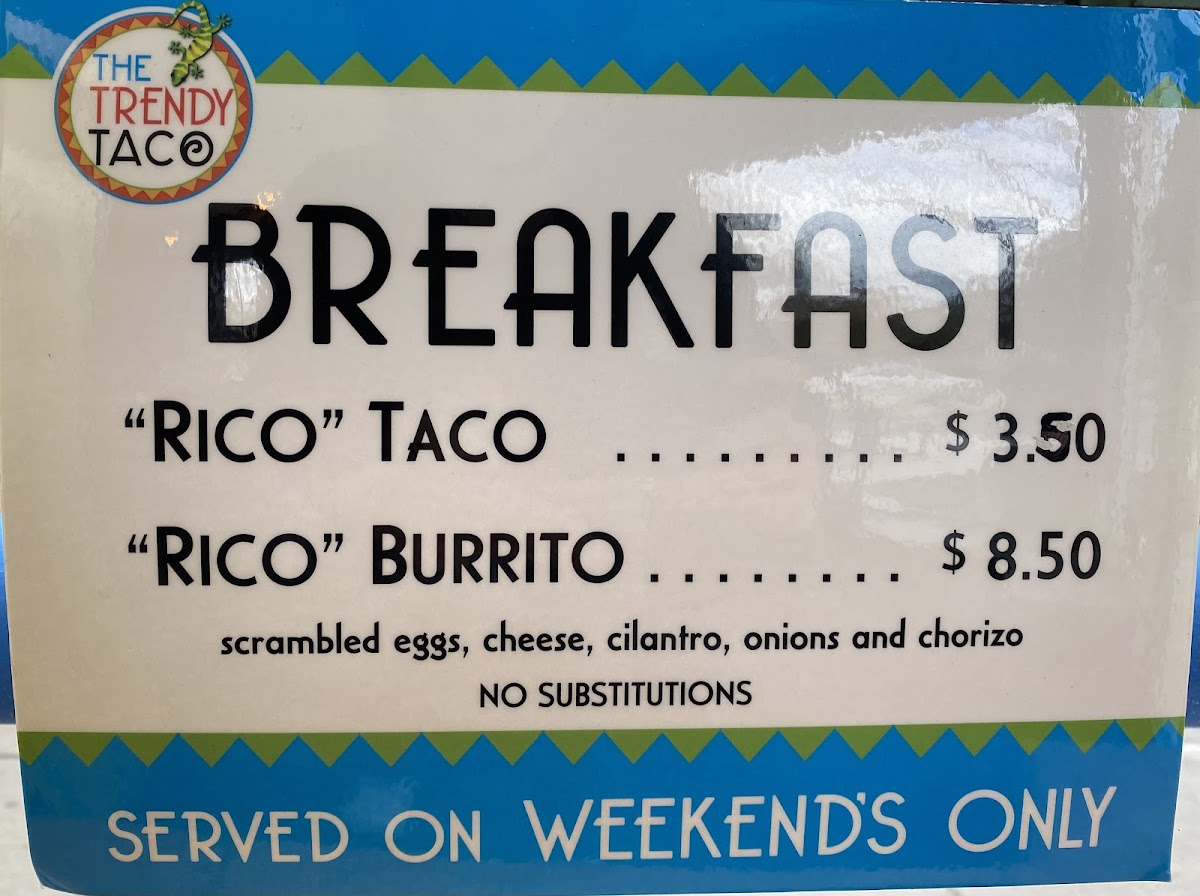 THE
TRENDY
TACO
BREAKFAST
“RICO” TACO .......... $ 3.50
“RICO” BURRITO ........ $ 8.50
scrambled eggs, cheese, cilantro, onions and chorizo
NO SUBSTITUTIONS
SERVED ON WEEKEND'S ONLY